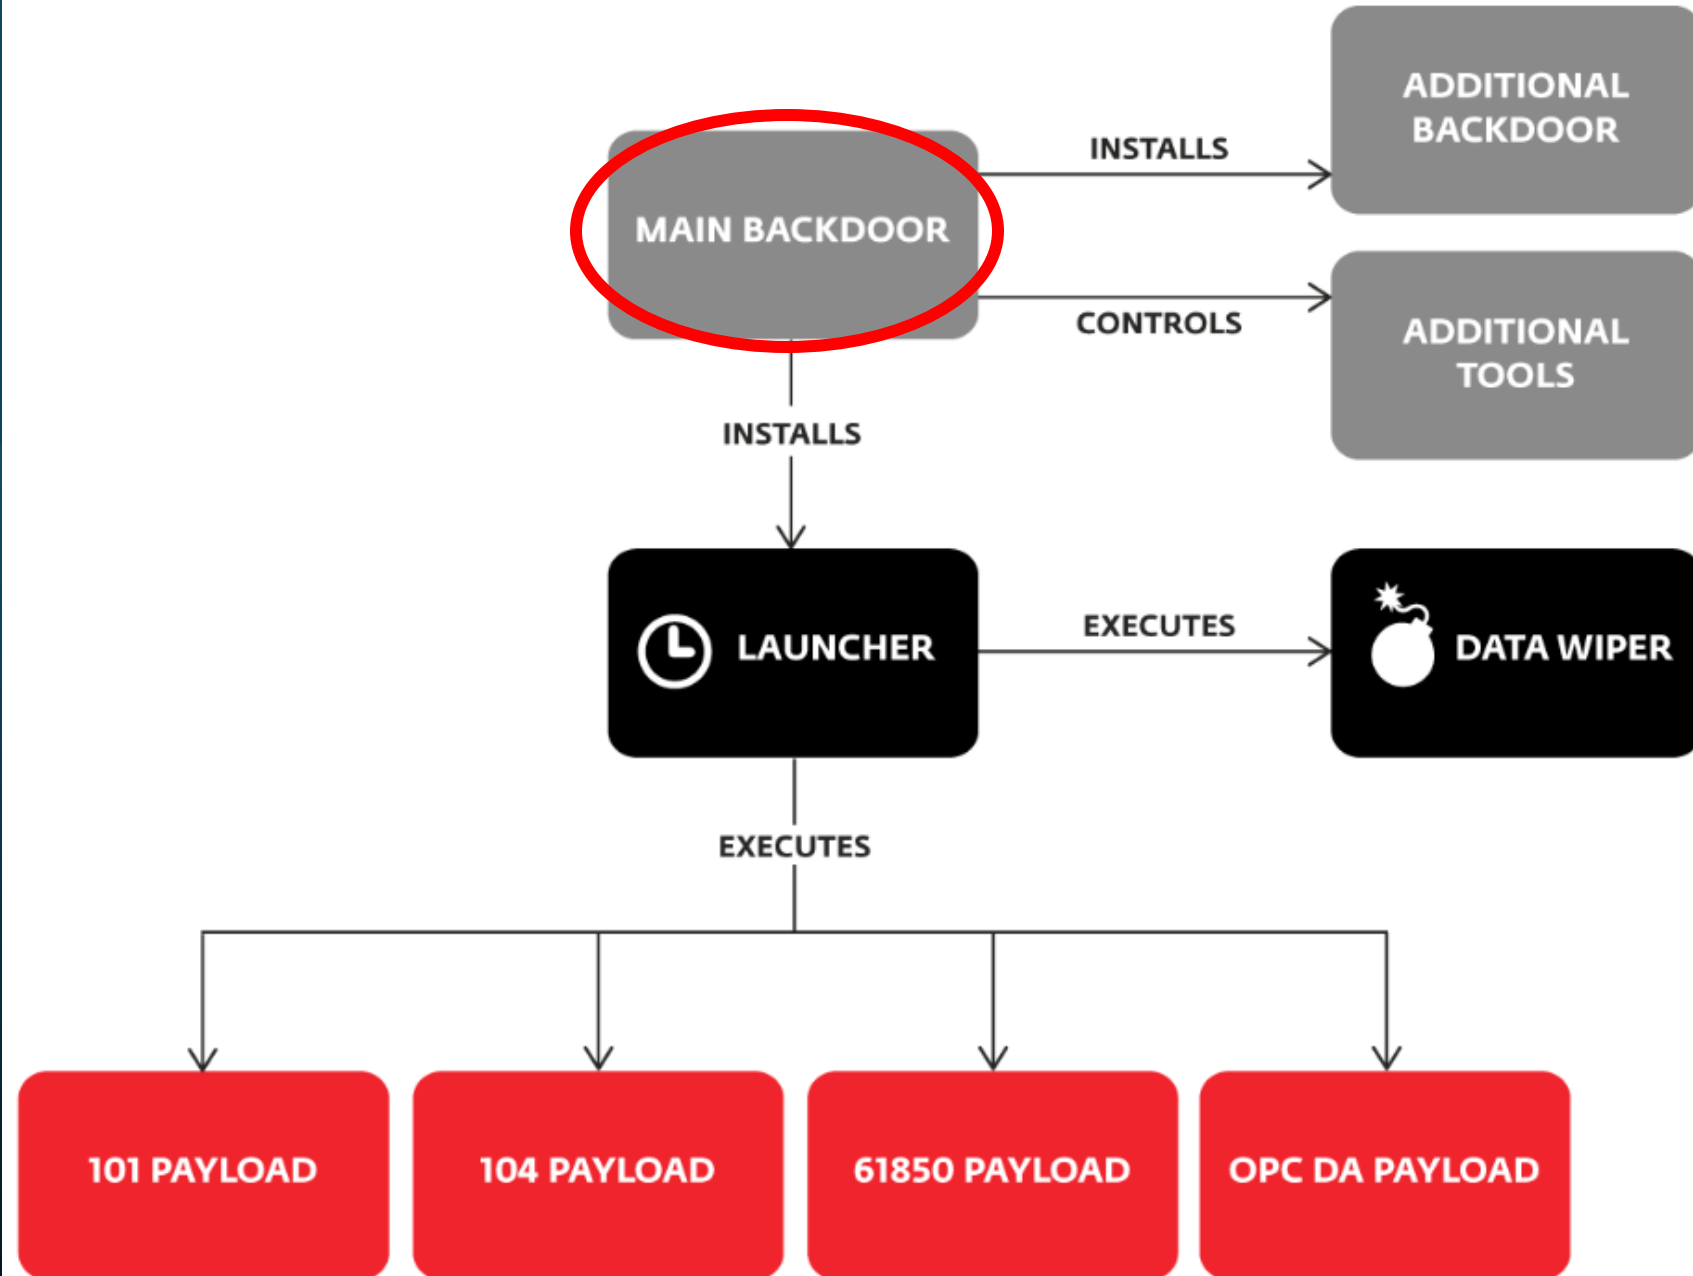 ADDITIONAL
BACKDOOR
INSTALLS
MAIN BACKDOOR
CONTROLS
ADDITIONAL
TOOLS
INSTALLS
LAUNCHER
EXECUTES
DATA WIPER
EXECUTES
101 PAYLOAD
104 PAYLOAD
61850 PAYLOAD
OPC DA PAYLOAD